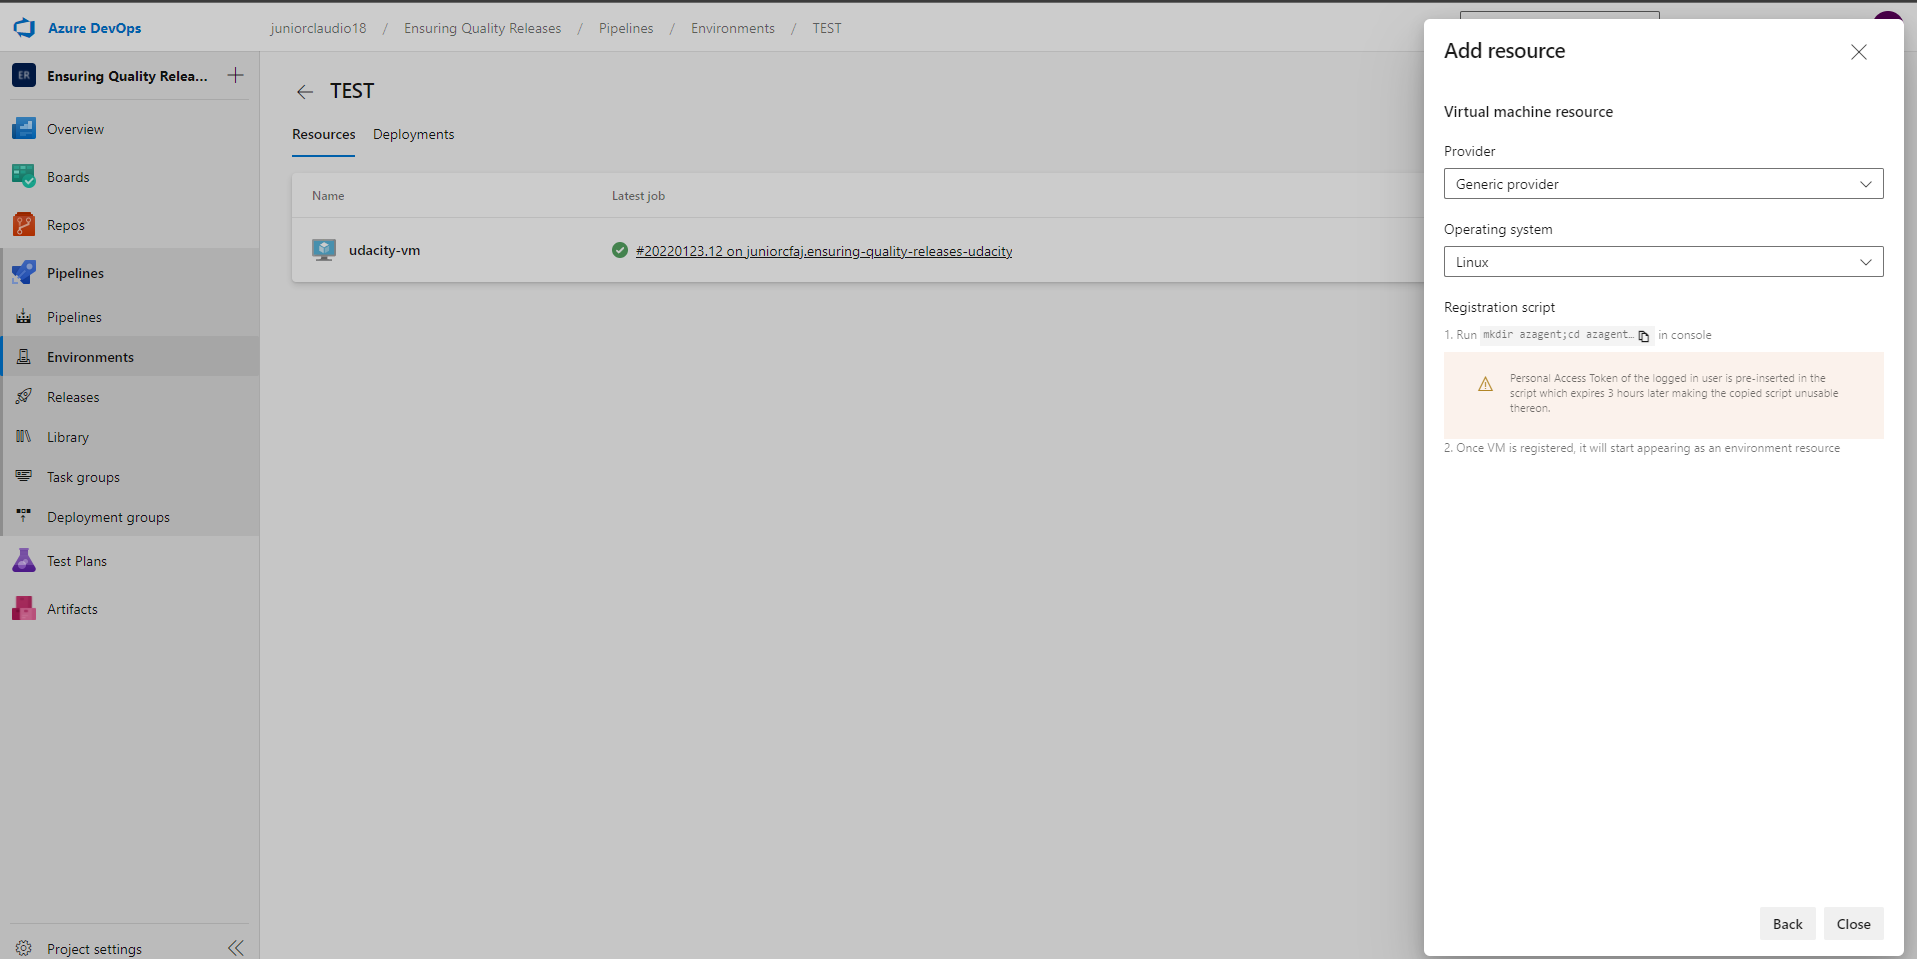 Azure DevOps
juniorclaudio18 / Ensuring Quality Releases / Pipelines / Environments / TEST
ER Ensuring Quality Relea...
Overview
Boards
Repos
Pipelines
Pipelines
Environments
Releases
Library
Task groups
Deployment groups
Test Plans
Artifacts
Project settings
TEST
Resources Deployments
Name Latest job
udacity-vm #20220123.12 on juniorcfaj.ensuring-quality-releases-udacity
Add resource
Virtual machine resource
Provider
Generic provider
Operating system
Linux
Registration script
1. Run mkdir azagent;cd azagent... in console
Personal Access Token of the logged in user is pre-inserted in the
script which expires 3 hours later making the copied script unusable
thereon.
2. Once VM is registered, it will start appearing as an environment resource
Back Close